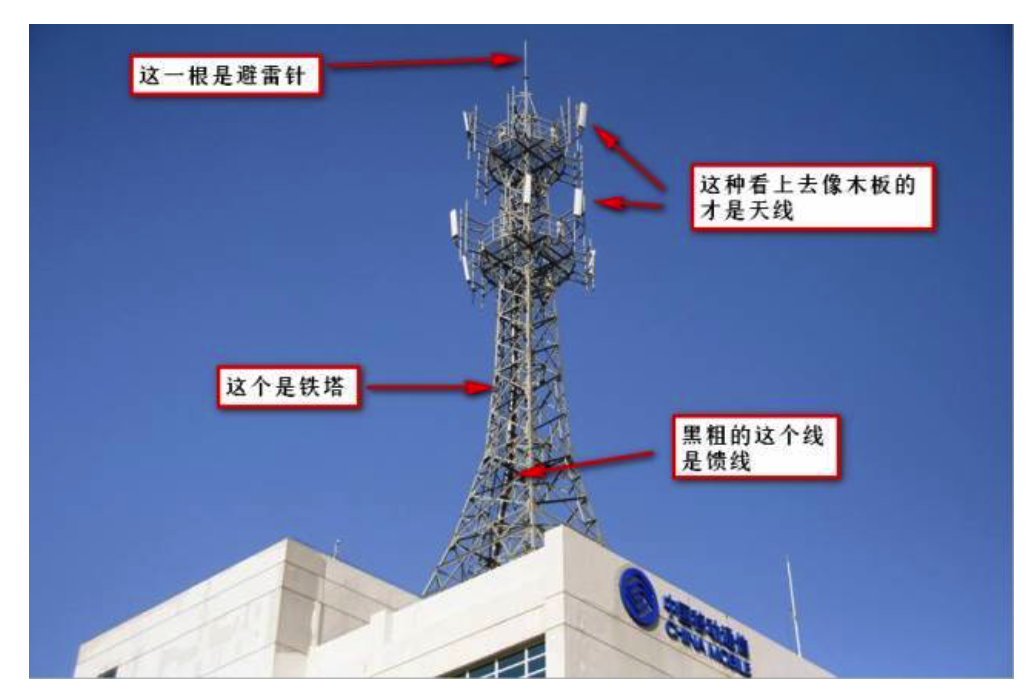 这一根是避雷针
这种看上去像木板的
才是天线
这个是铁塔
黑粗的这个线
是馈线
中国移动通信
CHINA MOBILE